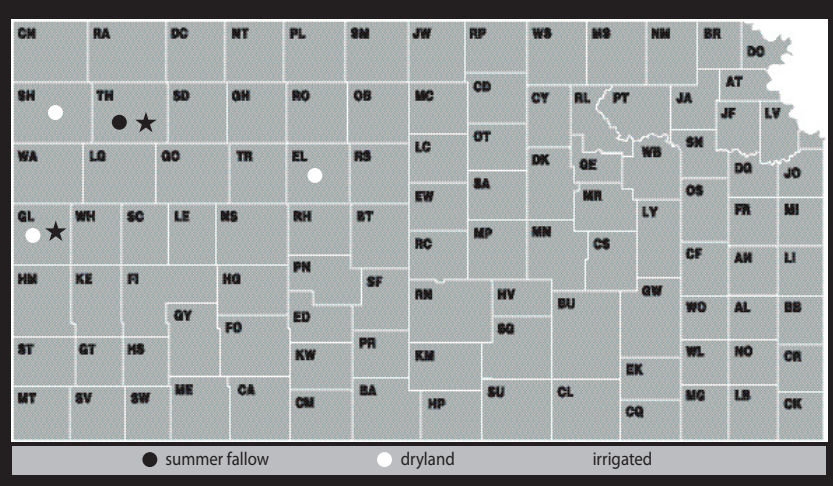 CN RA DC NT PL SM JW RP WS MS NM BR DO
SH TH SD GH RO OB MC CD CY RL PT JA AT JF LV
WA LG GO TR EL RS LC OT DK GE WB SN DG JO
GL WH SC LE NS RH BT EW SA MR LY OS FR MI
RC MP MN CS CF AN LI
HM KE FI HG PN SF RN HV BU GW WO AL BB
GY FO ED SG
ST GT HS KW PR KM EK WL NO CR
MT SV SW ME CA CM BA HP SU CL CQ MG LB CK
summer fallow dryland irrigated